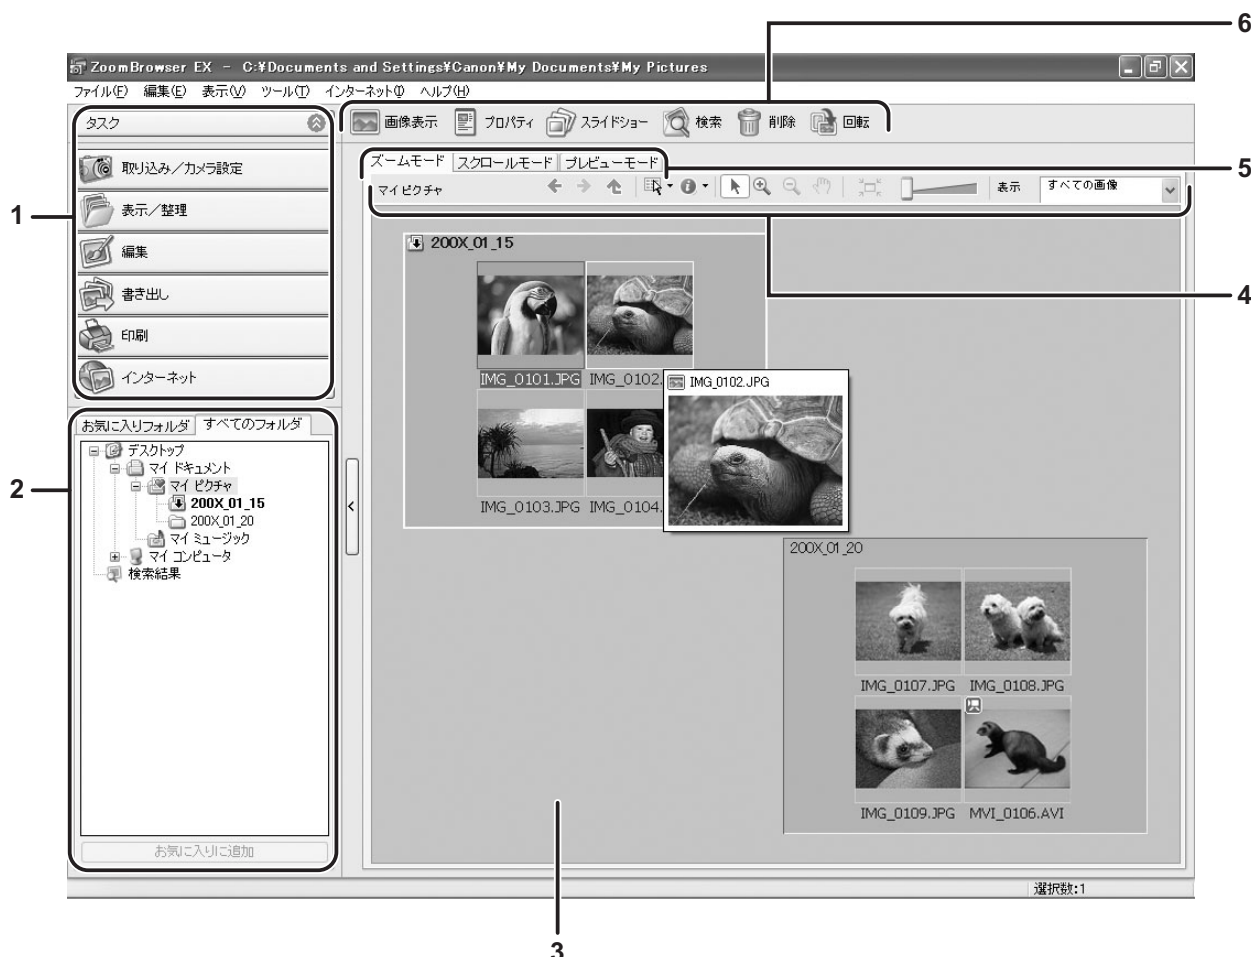 6
ZoomBrowser EX - C:¥Documents and Settings¥Canon¥My Documents¥My Pictures
ファイル(F) 編集(E) 表示(V) ツール(T) インターネット(I) ヘルプ(H)
タスク
画像表示 プロパティ スライドショー 検索 削除 回転
ズームモード スクロールモード プレビューモード
5
取り込み／カメラ設定
マイピクチャ
表示 すべての画像
1
表示／整理
編集
書き出し
印刷
インターネット
200X_01_15
4
IMG_0101.JPG IMG_0102.
IMG_0102.JPG
IMG_0103.JPG IMG_0104.
お気に入りフォルダ すべてのフォルダ
2
デスクトップ
マイ ドキュメント
マイ ピクチャ
200X_01_15
200X_01_20
マイ ミュージック
マイ コンピュータ
検索結果
<
200X_01_20
IMG_0107.JPG IMG_0108.JPG
IMG_0109.JPG MVI_0106.AVI
お気に入りに追加
選択数:1
3